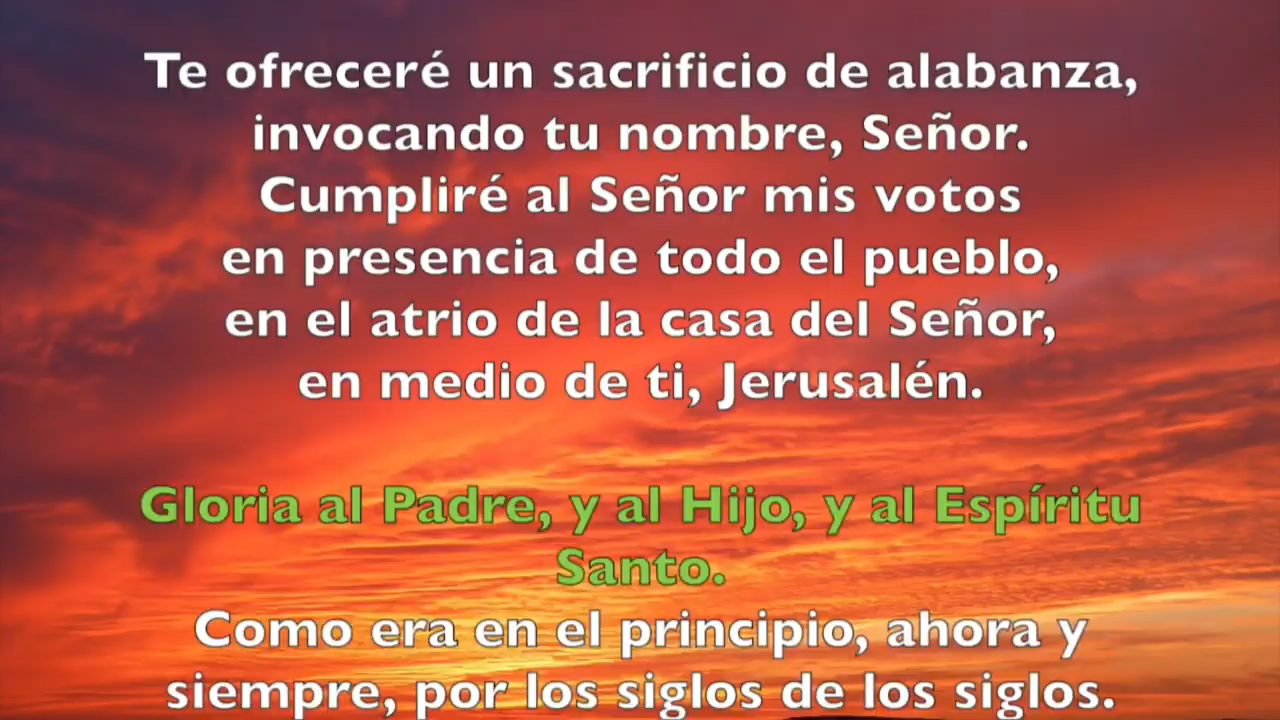 Te ofreceré un sacrificio de alabanza,
invocando tu nombre, Señor.
Cumpliré al Señor mis votos
en presencia de todo el pueblo,
en el atrio de la casa del Señor,
en medio de ti, Jerusalén.
Gloria al Padre, y al Hijo, y al Espíritu
Santo.
Como era en el principio, ahora y
siempre, por los siglos de los siglos.